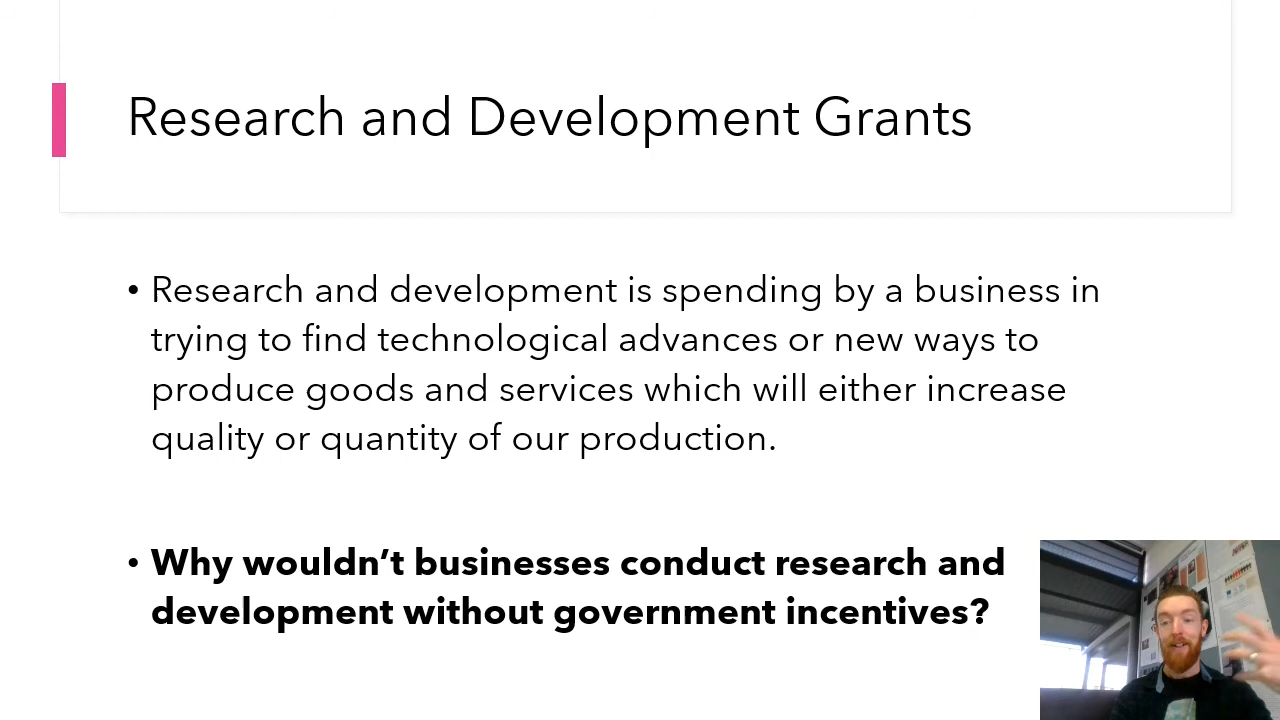 Research and Development Grants
• Research and development is spending by a business in
trying to find technological advances or new ways to
produce goods and services which will either increase
quality or quantity of our production.
• Why wouldn’t businesses conduct research and
development without government incentives?